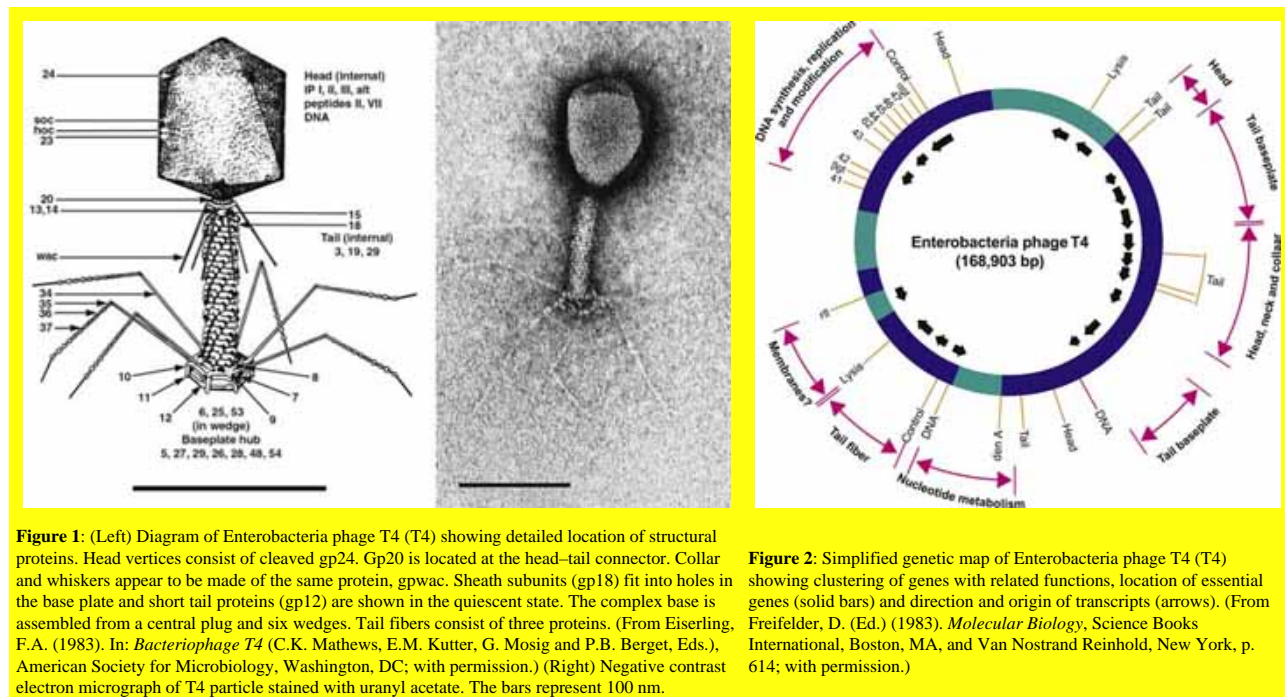 24
soc
hoc
23
20
13,14
wac
34
35
36
37
10
11
12
Head (internal)
IP I, II, III, alt
peptides II, VII
DNA
15
18
Tail (internal)
3, 19, 29
8
7
9
6, 25, 53
(in wedge)
Baseplate hub
5, 27, 29, 26, 28, 48, 54
DNA synthesis, replication
and modification
Control
Head
Lysis
Tail
Tail
Head
Tail baseplate
43
42
41
Enterobacteria phage T4
(168,903 bp)
Tail
Head, neck and collaar
rII
Membranes?
Lysis
Tail fiber
Control
DNA
Nucleotide metabolism
den A
Tail
Head
DNA
Tail baseplate
Figure 1: (Left) Diagram of Enterobacteria phage T4 (T4) showing detailed location of structural
proteins. Head vertices consist of cleaved gp24. Gp20 is located at the head–tail connector. Collar
and whiskers appear to be made of the same protein, gpwac. Sheath subunits (gp18) fit into holes in
the base plate and short tail proteins (gp12) are shown in the quiescent state. The complex base is
assembled from a central plug and six wedges. Tail fibers consist of three proteins. (From Eiserling,
F.A. (1983). In: Bacteriophage T4 (C.K. Mathews, E.M. Kutter, G. Mosig and P.B. Berget, Eds.),
American Society for Microbiology, Washington, DC; with permission.) (Right) Negative contrast
electron micrograph of T4 particle stained with uranyl acetate. The bars represent 100 nm.
Figure 2: Simplified genetic map of Enterobacteria phage T4 (T4)
showing clustering of genes with related functions, location of essential
genes (solid bars) and direction and origin of transcripts (arrows). (From
Freifelder, D. (Ed.) (1983). Molecular Biology, Science Books
International, Boston, MA, and Van Nostrand Reinhold, New York, p.
614; with permission.)